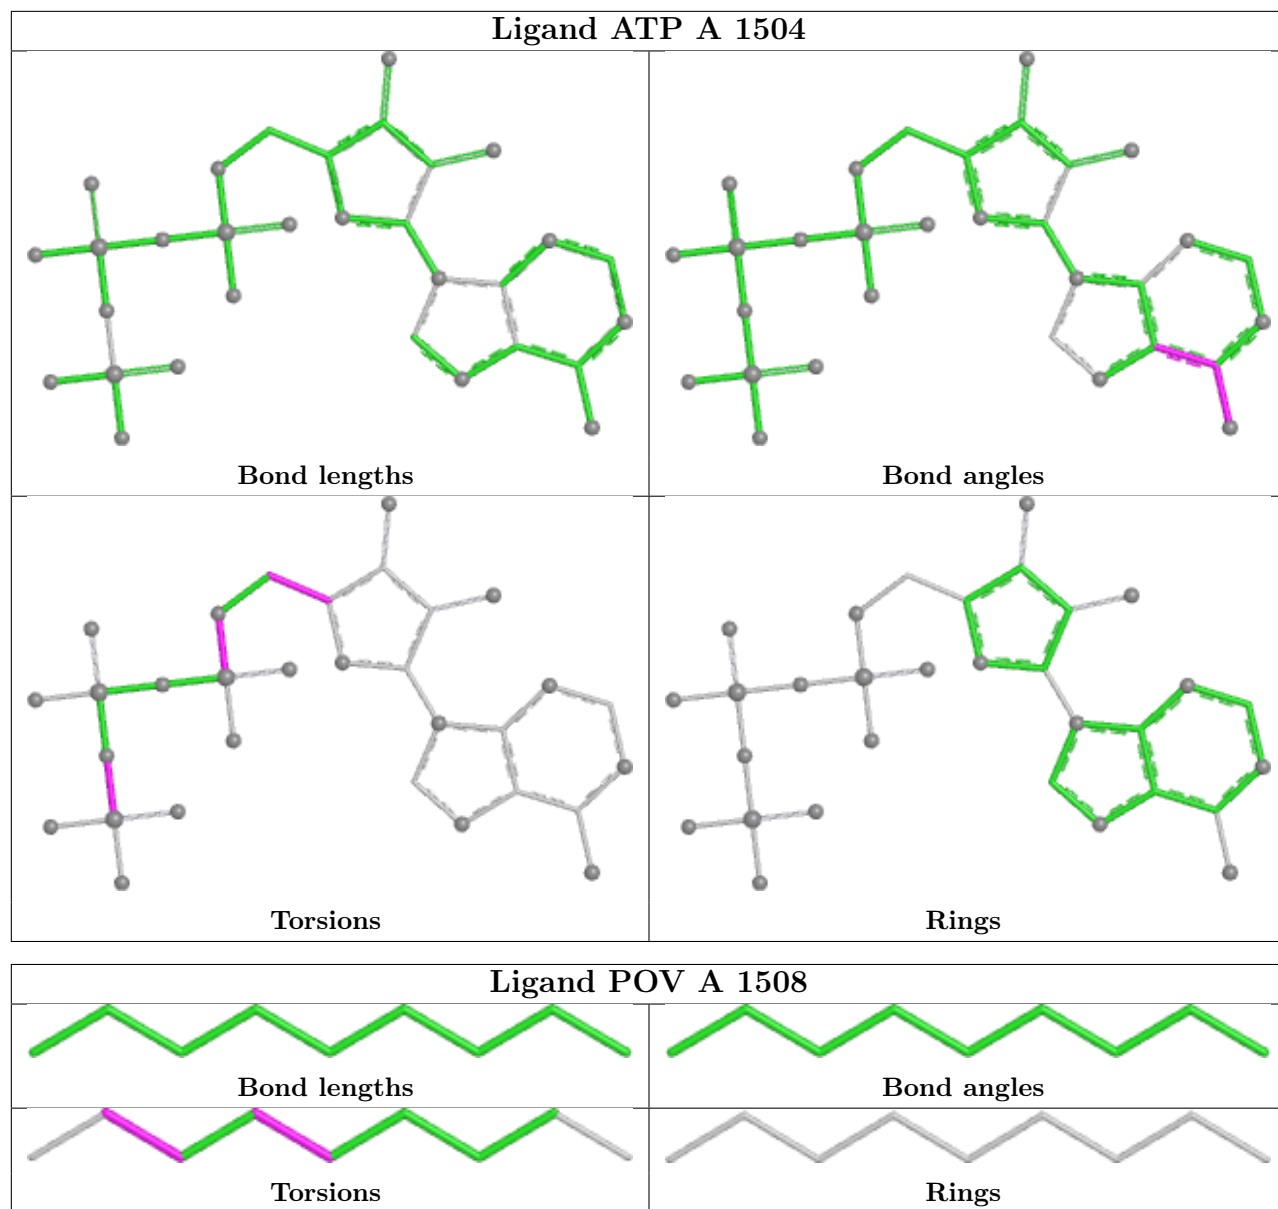 Ligand ATP A 1504
Bond lengths
Bond angles
Torsions
Rings
Ligand POV A 1508
Bond lengths
Bond angles
Torsions
Rings